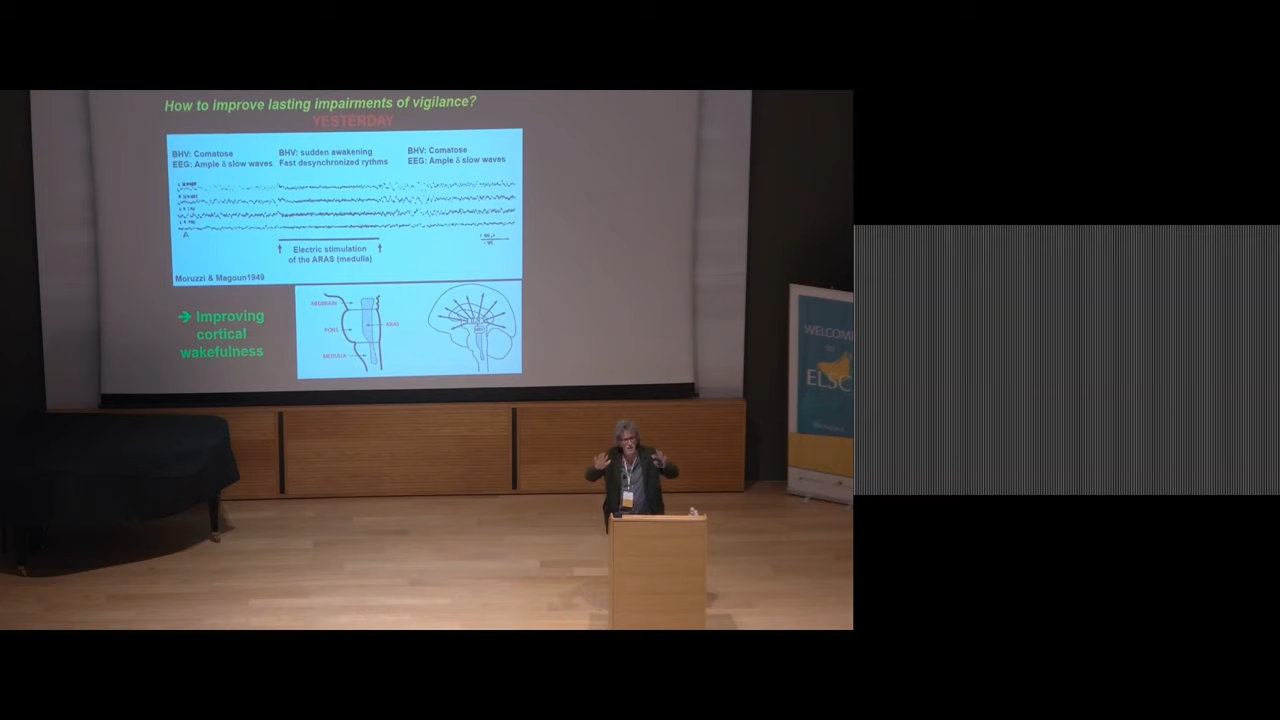 How to improve lasting impairments of vigilance?
YESTERDAY
BHV: Comatose
EEG: Ample δ slow waves
BHV: sudden awakening
Fast desynchronized rythms
BHV: Comatose
EEG: Ample δ slow waves
A
Electric stimulation
of the ARAS (medulla)
Moruzzi & Magoun1949
→ Improving
cortical
wakefulness
MIDBRAIN
PONS
ARAS
MEDULLA
WELCOME
ELSC